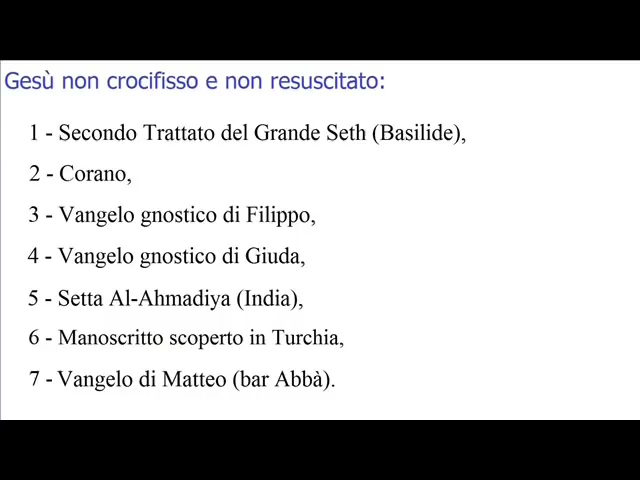 Gesù non crocifisso e non resuscitato:
1 - Secondo Trattato del Grande Seth (Basilide),
2 - Corano,
3 - Vangelo gnostico di Filippo,
4 - Vangelo gnostico di Giuda,
5 - Setta Al-Ahmadiya (India),
6 - Manoscritto scoperto in Turchia,
7 - Vangelo di Matteo (bar Abbà).